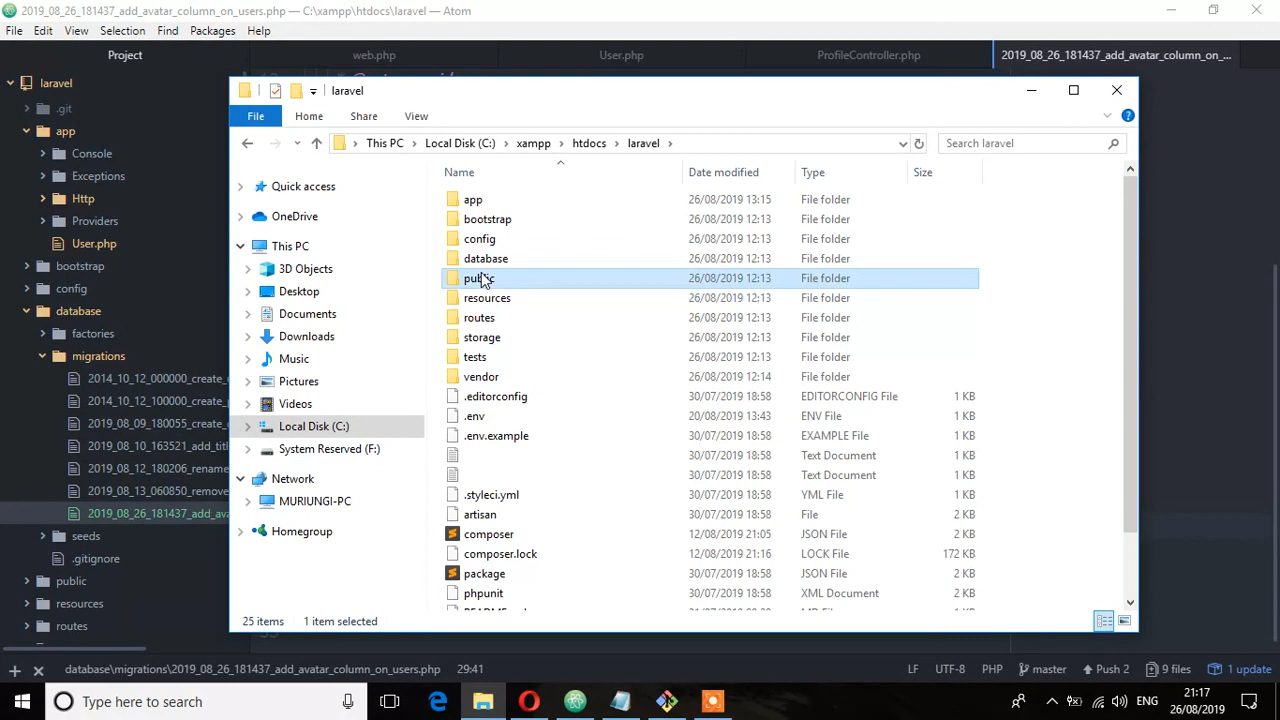 2019_08_26_181437_add_avatar_column_on_users.php — C:\xampp\htdocs\laravel — Atom
File Edit View Selection Find Packages Help
Project web.php User.php ProfileController.php 2019_08_26_181437_add_avatar_column_on_...
laravel
.git
app
Console
Exceptions
Http
Providers
User.php
bootstrap
config
database
factories
migrations
2014_10_12_000000_create_
2014_10_12_100000_create_
2019_08_09_180055_create_
2019_08_10_163521_add_titl
2019_08_12_180206_rename
2019_08_13_060850_remove
2019_08_26_181437_add_ava
seeds
.gitignore
public
resources
routes
laravel
File Home Share View
This PC Local Disk (C:) xampp htdocs laravel Search laravel
Quick access
OneDrive
This PC
3D Objects
Desktop
Documents
Downloads
Music
Pictures
Videos
Local Disk (C:)
System Reserved (F:)
Network
MURIUNGI-PC
Homegroup
Name Date modified Type Size
app 26/08/2019 13:15 File folder
bootstrap 26/08/2019 12:13 File folder
config 26/08/2019 12:13 File folder
database 26/08/2019 12:13 File folder
public 26/08/2019 12:13 File folder
resources 26/08/2019 12:13 File folder
routes 26/08/2019 12:13 File folder
storage 26/08/2019 12:13 File folder
tests 26/08/2019 12:13 File folder
vendor 26/08/2019 12:14 File folder
.editorconfig 30/07/2019 18:58 EDITORCONFIG File 1 KB
.env 20/08/2019 13:43 ENV File 1 KB
.env.example 30/07/2019 18:58 EXAMPLE File 1 KB
30/07/2019 18:58 Text Document 1 KB
30/07/2019 18:58 Text Document 1 KB
.styleci.yml 30/07/2019 18:58 YML File 1 KB
artisan 30/07/2019 18:58 File 2 KB
composer 12/08/2019 21:05 JSON File 2 KB
composer.lock 12/08/2019 21:16 LOCK File 172 KB
package 30/07/2019 18:58 JSON File 2 KB
phpunit 30/07/2019 18:58 XML Document 2 KB
25 items 1 item selected
database\migrations\2019_08_26_181437_add_avatar_column_on_users.php 29:41 LF UTF-8 PHP master Push 2 9 files 1 update
Type here to search ENG 21:17
26/08/2019